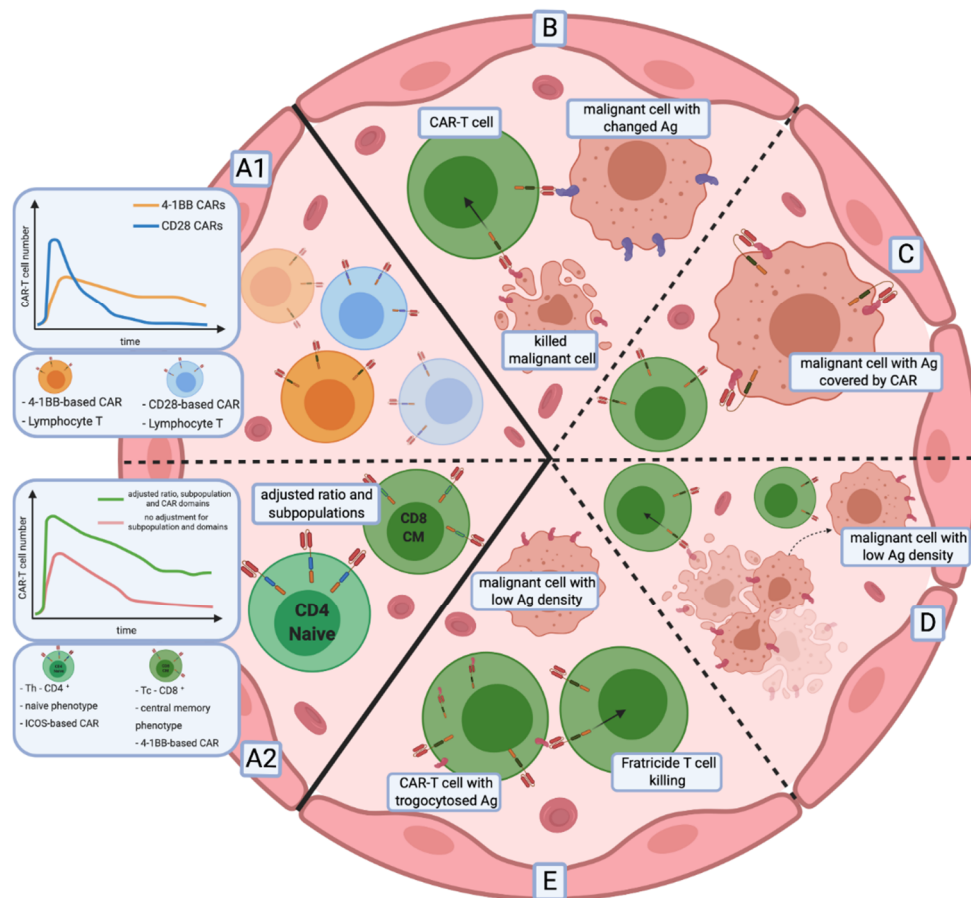 B
CAR-T cell
malignant cell with
changed Ag
A1
4-1BB CARs
CD28 CARs
CAR-T cell number
time
C
killed
malignant cell
malignant cell with Ag
covered by CAR
- 4-1BB-based CAR
- Lymphocyte T
- CD28-based CAR
- Lymphocyte T
adjusted ratio, subpopulation
and CAR domains
no adjustment for
subpopulation and domains
CAR-T cell number
time
adjusted ratio and
subpopulations
CD8
CM
CD4
Naive
malignant cell with
low Ag density
malignant cell with
low Ag density
D
CD4
Naive
CD8
CM
- Th - CD4 +
- naive phenotype
- ICOS-based CAR
- Tc - CD8 +
- central memory
phenotype
- 4-1BB-based CAR
A2
CAR-T cell with
trogocytosed Ag
Fratricide T cell
killing
E